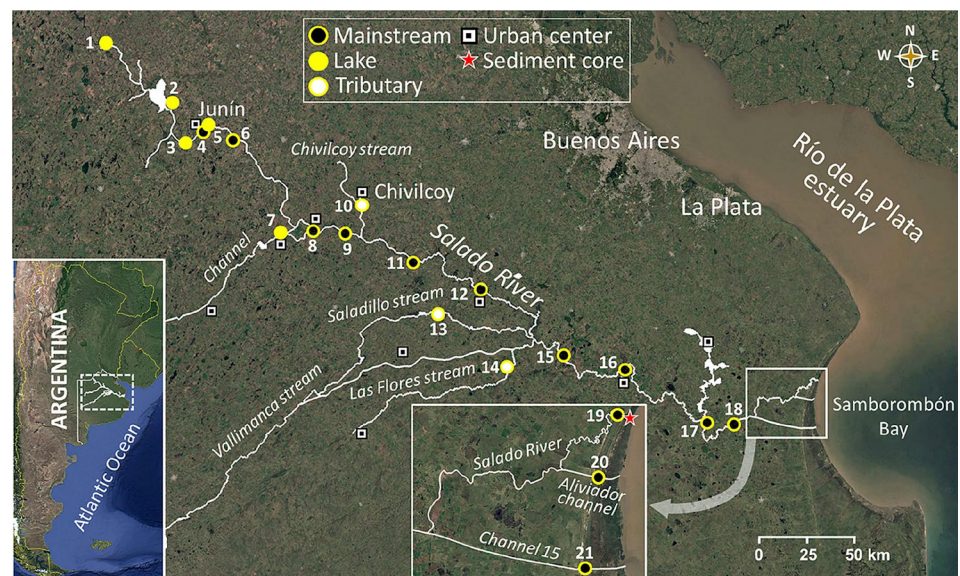 Mainstream
Urban center
Lake
Sediment core
Tributary
N
W E
S
1
2
Junín
3
4
5
6
Buenos Aires
Río de la Plata
estuary
La Plata
Chivilcoy stream
Chivilcoy
10
7
8
9
Channel
11
Salado River
12
Saladillo stream
13
Vallimanca stream
Las Flores stream
14
15
16
17
18
Samborombón
Bay
ARGENTINA
Atlantic Ocean
19
Salado River
20
Aliviador
channel
Channel 15
21
0 25 50 km